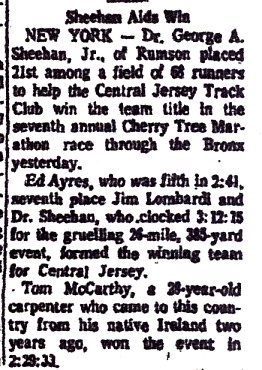 Sheehan Aids Win
NEW YORK — Dr. George A.
Sheehan, Jr., of Rumson placed
21st among a field of 68 runners
to help the Central Jersey Track
Club win the team title in the
seventh annual Cherry Tree Mar-
athon race through the Bronx
yesterday.
Ed Ayres, who was fifth in 2:41,
seventh place Jim Lombardi and
Dr. Sheehan, who clocked 3:12:15
for the gruelling 26-mile, 385-yard
event, formed the winning team
for Central Jersey.
Tom McCarthy, a 28-year-old
carpenter who came to this coun-
try from his native Ireland two
years ago, won the event in
2:29:33.